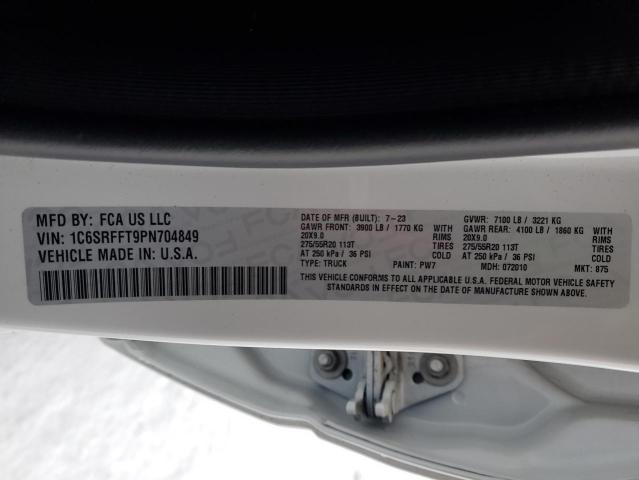 MFD BY: FCA US LLC
VIN: 1C6SRFFT9PN704849
VEHICLE MADE IN: U.S.A.
DATE OF MFR (BUILT): 7-23
GAWR FRONT: 3900 LB / 1770 KG WITH
20X9.0 RIMS
275/55R20 113T TIRES
AT 250 kPa / 36 PSI COLD
TYPE: TRUCK PAINT: PW7
GVWR: 7100 LB / 3221 KG
GAWR REAR: 4100 LB / 1860 KG WITH
20X9.0 RIMS
275/55R20 113T TIRES
AT 250 kPa / 36 PSI COLD
MDH: 072010 MKT: 875
THIS VEHICLE CONFORMS TO ALL APPLICABLE U.S.A. FEDERAL MOTOR VEHICLE SAFETY
STANDARDS IN EFFECT ON THE DATE OF MANUFACTURE SHOWN ABOVE.